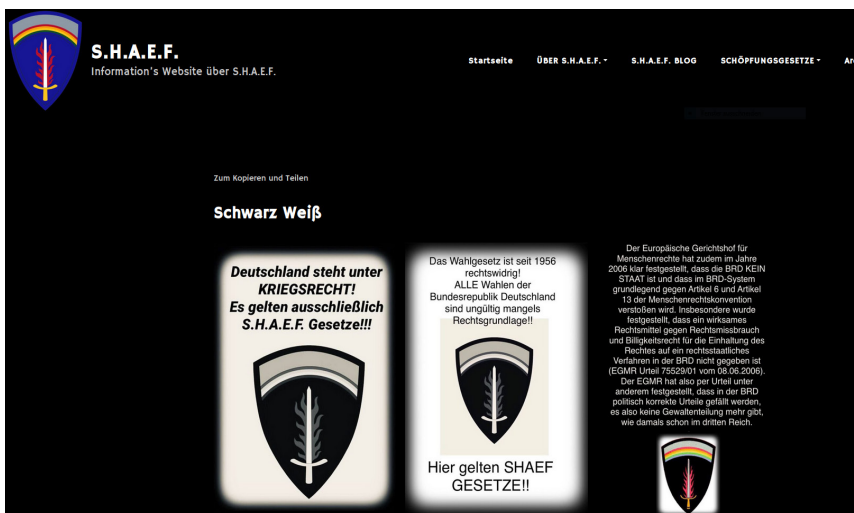 S.H.A.E.F.
Information's Website über S.H.A.E.F.
Startseite
ÜBER S.H.A.E.F.
S.H.A.E.F. BLOG
SCHÖPFUNGSGESETZE
Zum Kopieren und Teilen
Schwarz Weiß
Deutschland steht unter
KRIEGSRECHT!
Es gelten ausschließlich
S.H.A.E.F. Gesetze!!!
Das Wahlgesetz ist seit 1956
rechtswidrig!
ALLE Wahlen der
Bundesrepublik Deutschland
sind ungültig mangels
Rechtsgrundlage!!
Hier gelten SHAEF
GESETZE!!
Der Europäische Gerichtshof für
Menschenrechte hat zudem im Jahre
2006 klar festgestellt, dass die BRD KEIN
STAAT ist und dass im BRD-System
grundlegend gegen Artikel 6 und Artikel
13 der Menschenrechtskonvention
verstoßen wird. Insbesondere wurde
festgestellt, dass ein wirksames
Rechtsmittel gegen Rechtsmissbrauch
und Billigkeitsrecht für die Einhaltung des
Rechtes auf ein rechtsstaatliches
Verfahren in der BRD nicht gegeben ist
(EGMR Urteil 75529/01 vom 08.06.2006).
Der EGMR hat also per Urteil unter
anderem festgestellt, dass in der BRD
politisch korrekte Urteile gefällt werden,
es also keine Gewaltenteilung mehr gibt,
wie damals schon im dritten Reich.